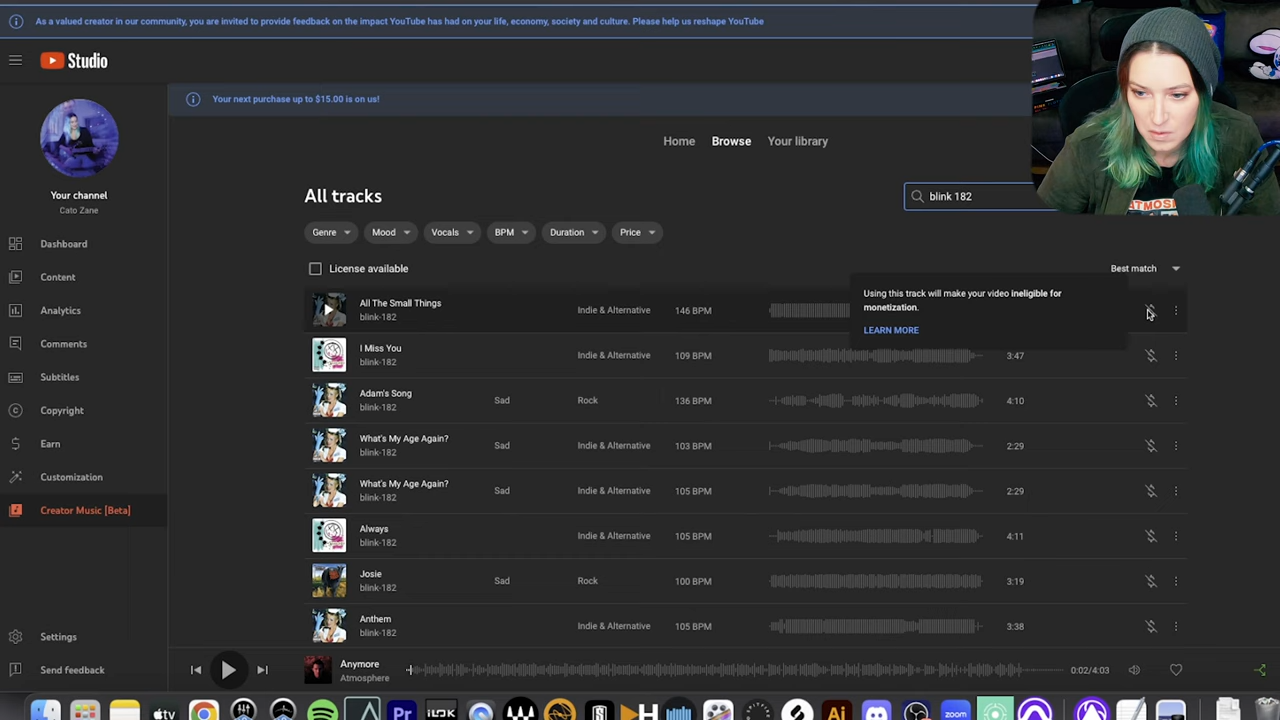 As a valued creator in our community, you are invited to provide feedback on the impact YouTube has had on your life, economy, society and culture. Please help us reshape YouTube
Studio
Your next purchase up to $15.00 is on us!
Home Browse Your library
Your channel
Cato Zane
All tracks
blink 182
Genre Mood Vocals BPM Duration Price
License available
Best match
Dashboard
Content
Analytics
Comments
Subtitles
Copyright
Earn
Customization
Creator Music [Beta]
Settings
Send feedback
All The Small Things
blink-182
Indie & Alternative 146 BPM
Using this track will make your video ineligible for
monetization.
LEARN MORE
I Miss You
blink-182
Indie & Alternative 109 BPM 3:47
Adam's Song
blink-182
Sad Rock 136 BPM 4:10
What's My Age Again?
blink-182
Sad Indie & Alternative 103 BPM 2:29
What's My Age Again?
blink-182
Sad Indie & Alternative 105 BPM 2:29
Always
blink-182
Indie & Alternative 105 BPM 4:11
Josie
blink-182
Sad Rock 100 BPM 3:19
Anthem
blink-182
Indie & Alternative 105 BPM 3:38
Anymore
Atmosphere
0:02/4:03
tv
Pr
iLOK
Ai
zoom